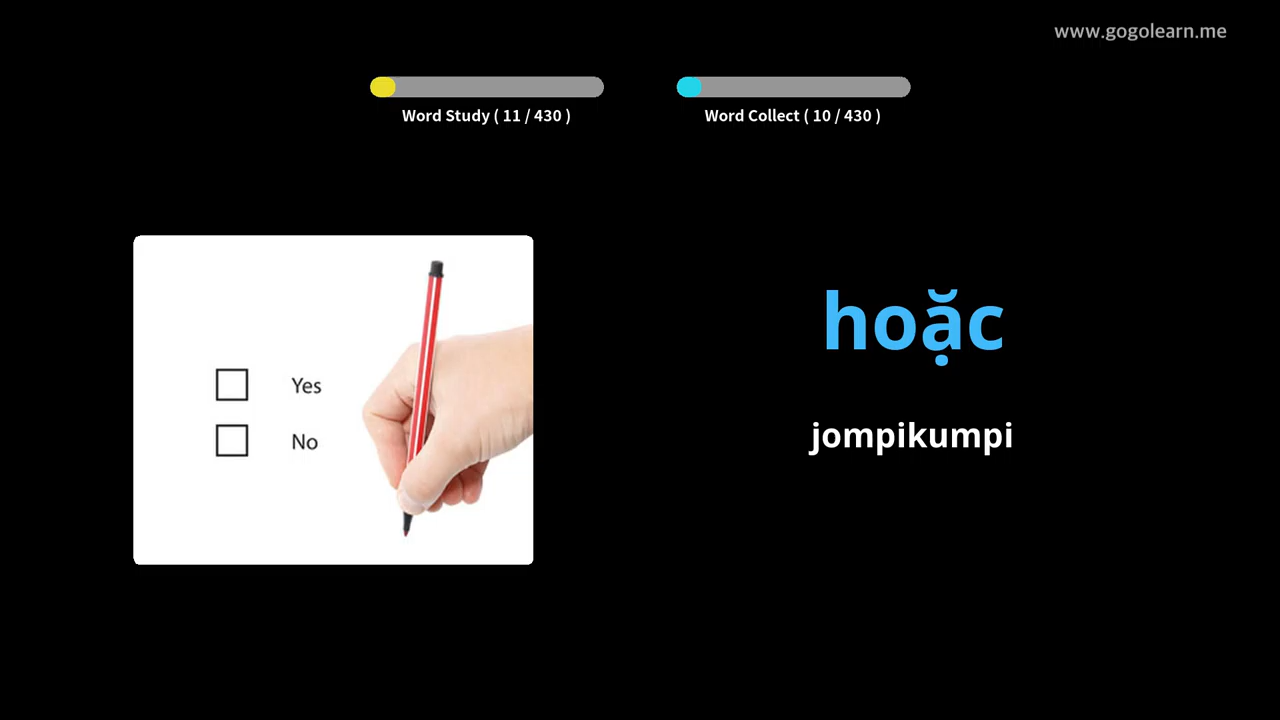 www.gogolearn.me
Word Study ( 11 / 430 )
Word Collect ( 10 / 430 )
Yes
No
hoặc
jompikumpi